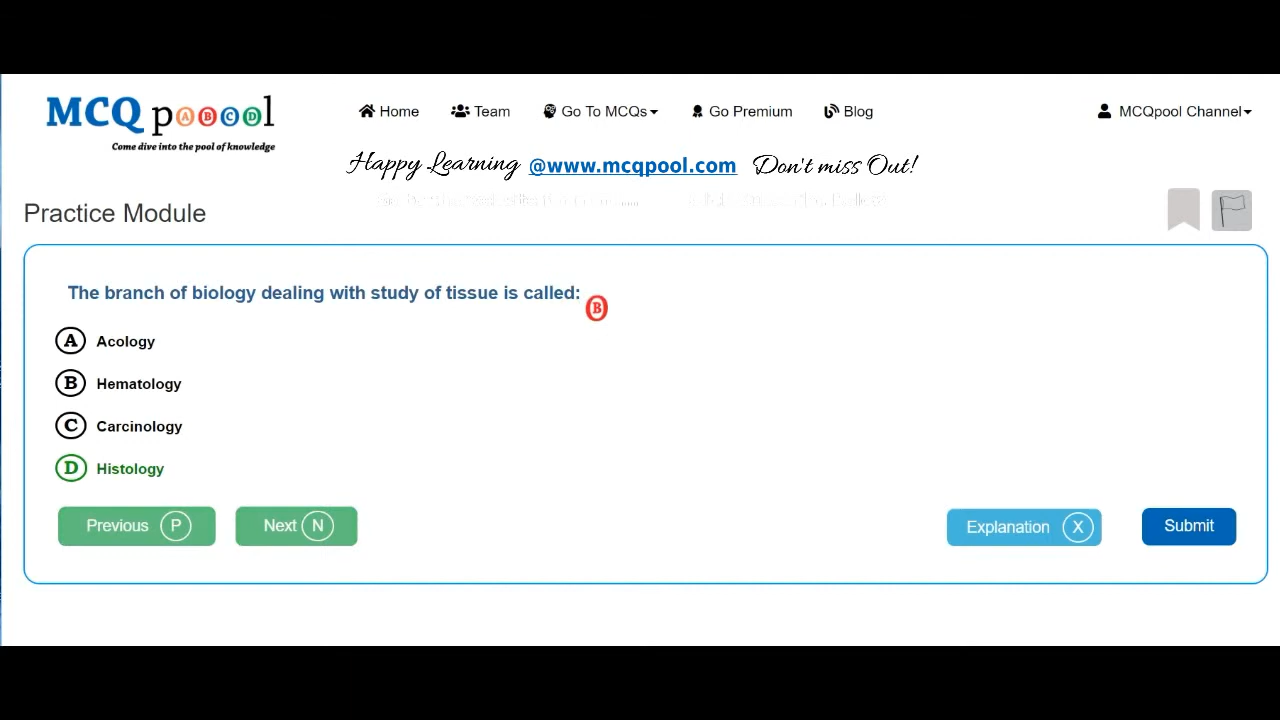 MCQ pABCDl
Come dive into the pool of knowledge
Home Team Go To MCQs Go Premium Blog MCQpool Channel
Happy Learning @www.mcqpool.com Don't miss Out!
Practice Module
The branch of biology dealing with study of tissue is called:
B
A Acology
B Hematology
C Carcinology
D Histology
Previous P Next N Explanation X Submit